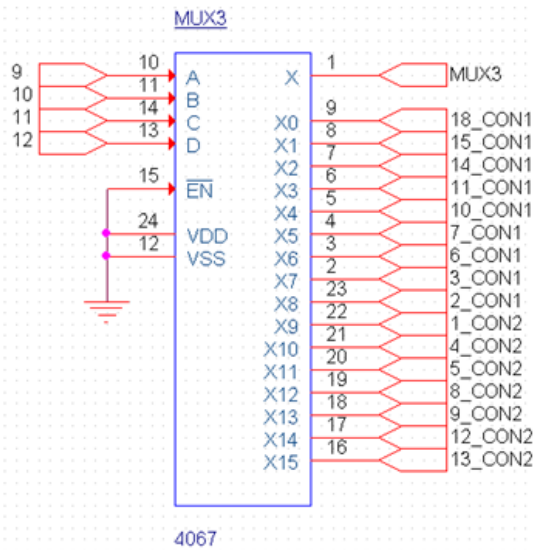 MUX3
9 10 A X 1 MUX3
10 11 B
11 14 C X0 9 18_CON1
12 13 D X1 8 15_CON1
X2 7 14_CON1
15 EN X3 6 11_CON1
X4 5 10_CON1
24 VDD X5 4 7_CON1
12 VSS X6 3 6_CON1
X7 2 3_CON1
X8 23 2_CON1
X9 22 1_CON2
X10 21 4_CON2
X11 20 5_CON2
X12 19 8_CON2
X13 18 9_CON2
X14 17 12_CON2
X15 16 13_CON2
4067